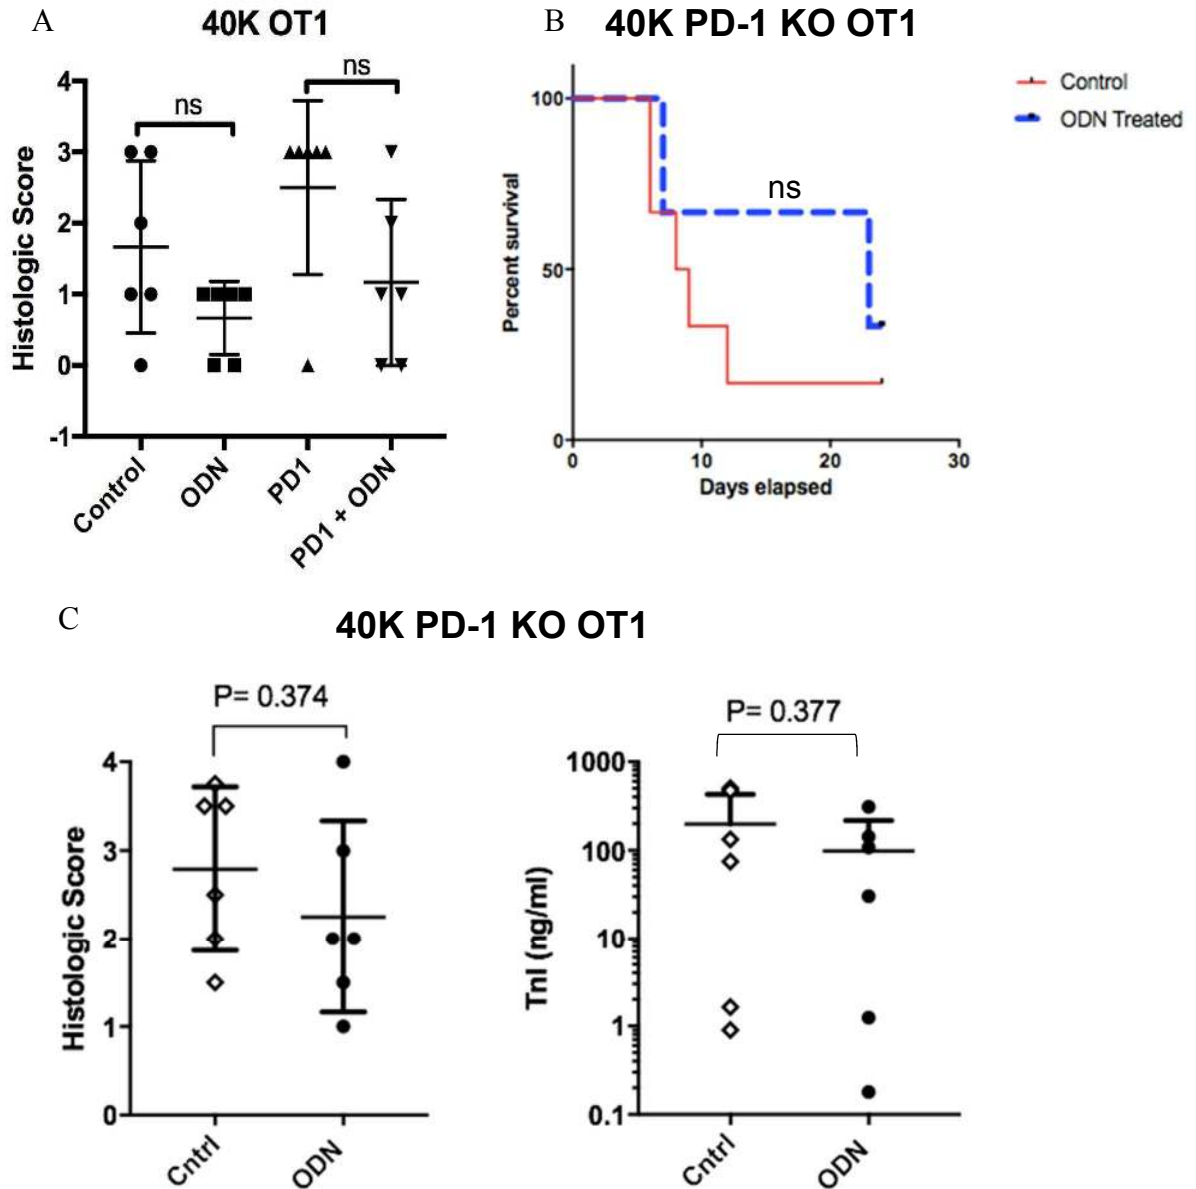 A
40K OT1
Histologic Score
4
3
2
1
0
-1
ns
ns
Control
ODN
PD1
PD1 + ODN
B
40K PD-1 KO OT1
Percent survival
100
50
0
ns
0
10
20
30
Days elapsed
Control
ODN Treated
C
40K PD-1 KO OT1
P= 0.374
Histologic Score
4
3
2
1
0
Cntrl
ODN
P= 0.377
TnI (ng/ml)
1000
100
10
1
0.1
Cntrl
ODN